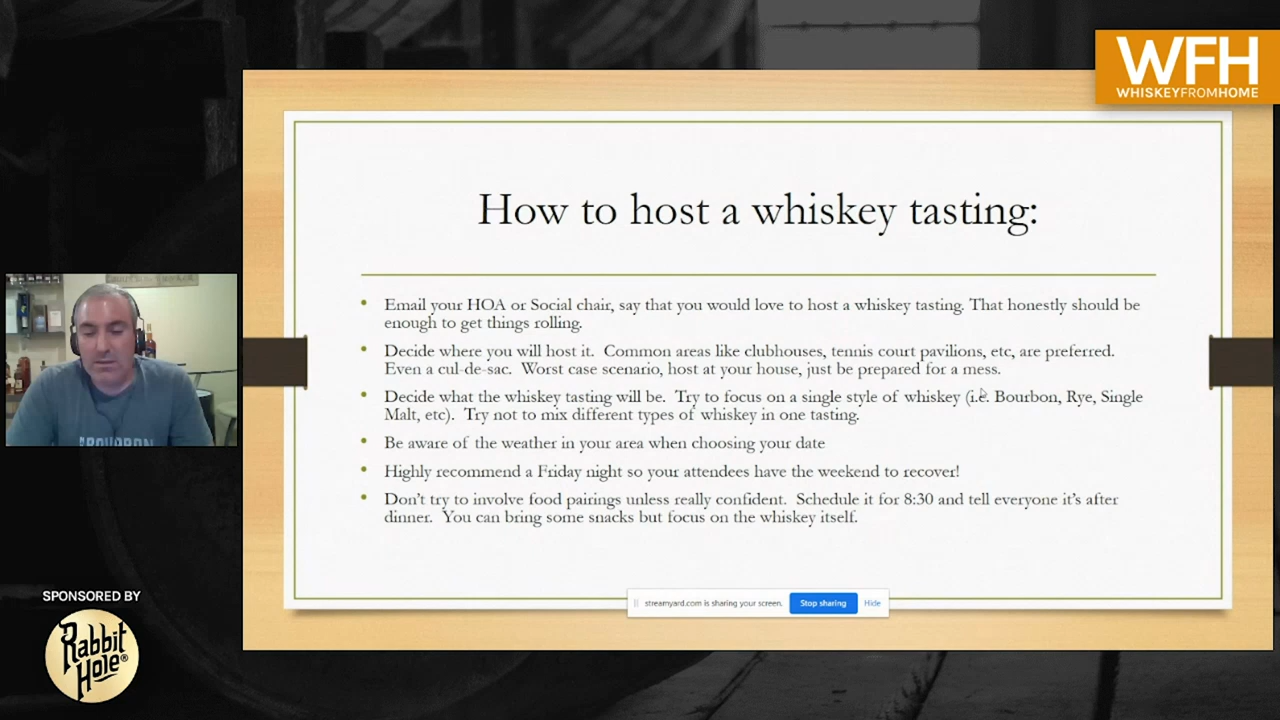 WFH
WHISKEYFROMHOME
How to host a whiskey tasting:
• Email your HOA or Social chair, say that you would love to host a whiskey tasting. That honestly should be
enough to get things rolling.
• Decide where you will host it. Common areas like clubhouses, tennis court pavilions, etc, are preferred.
Even a cul-de-sac. Worst case scenario, host at your house, just be prepared for a mess.
• Decide what the whiskey tasting will be. Try to focus on a single style of whiskey (i.e. Bourbon, Rye, Single
Malt, etc). Try not to mix different types of whiskey in one tasting.
• Be aware of the weather in your area when choosing your date
• Highly recommend a Friday night so your attendees have the weekend to recover!
• Don't try to involve food pairings unless really confident. Schedule it for 8:30 and tell everyone it's after
dinner. You can bring some snacks but focus on the whiskey itself.
streamyard.com is sharing your screen. Stop sharing Hide
SPONSORED BY
Rabbit
Hole®